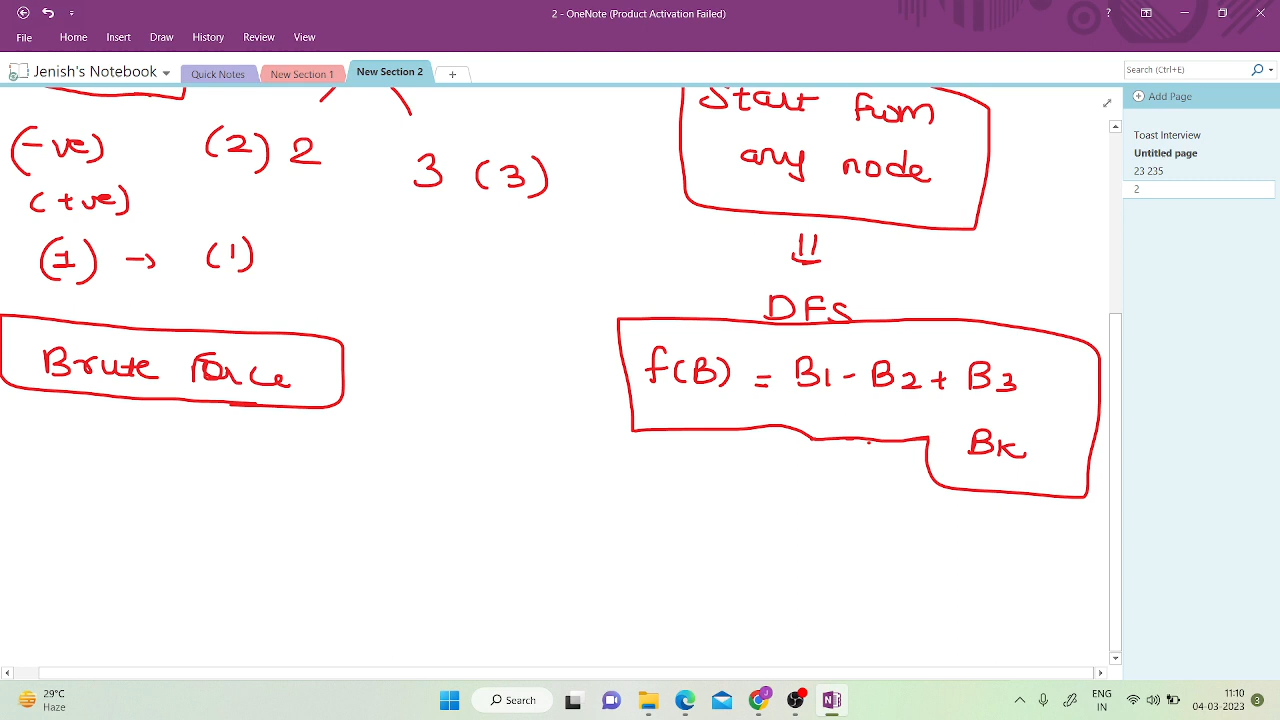 2 - OneNote (Product Activation Failed)
?
File Home Insert Draw History Review View
Jenish's Notebook
Quick Notes
New Section 1
New Section 2
+
Search (Ctrl+E)
Add Page
Toast Interview
Untitled page
23 235
2
Start from
any node
(-ve) (2) 2
3 (3)
(+ve)
(1) → (1)
DFS
Brute Force
f(B) = B1 - B2 + B3
BK
29°C
Haze
Search
ENG
IN
11:10
04-03-2023
3